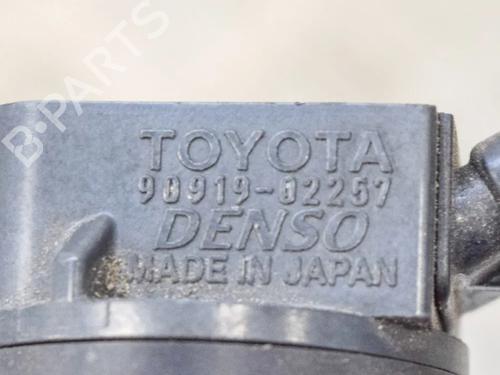 B-PARTS
TOYOTA
90919-02257
DENSO
MADE IN JAPAN